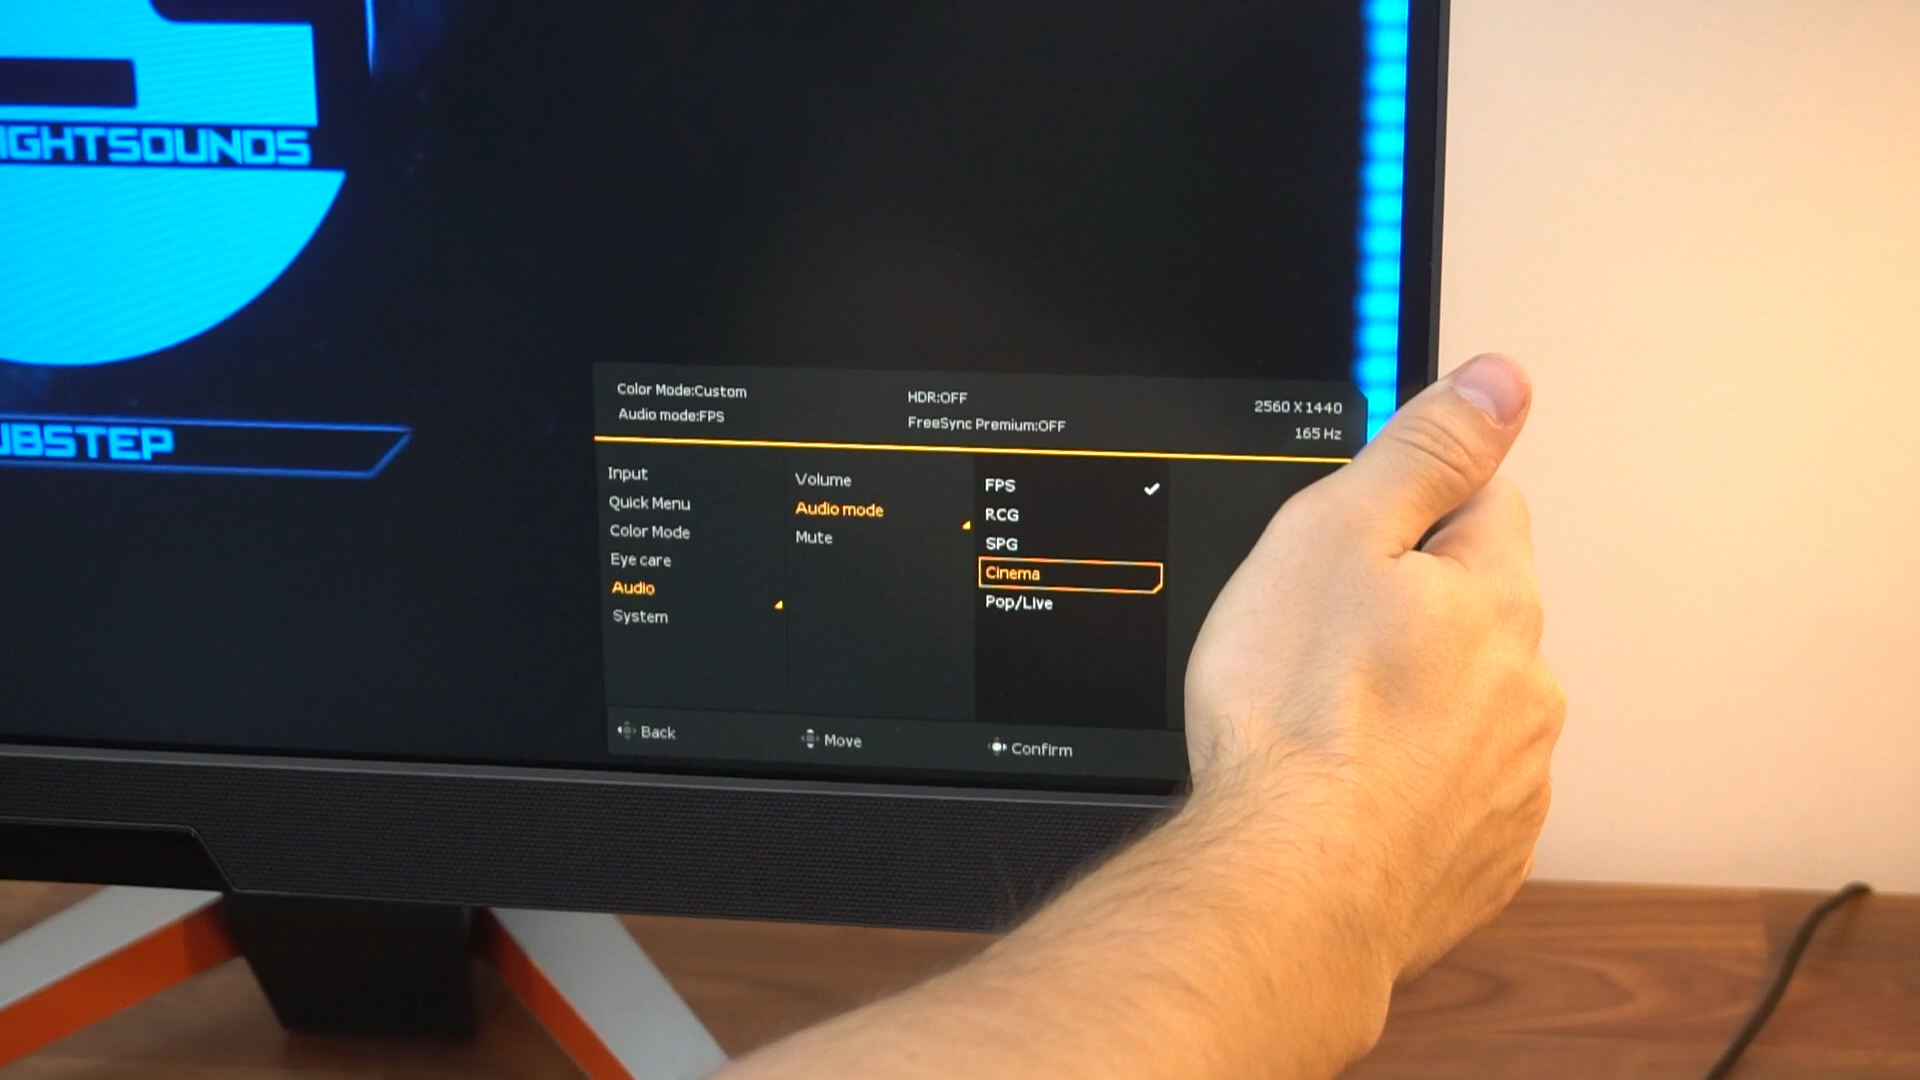 IGHTSOUNDS
UBSTEP
Color Mode:Custom
Audio mode:FPS
HDR:OFF
FreeSync Premium:OFF
2560 X 1440
165 Hz
Input
Quick Menu
Color Mode
Eye care
Audio
System
Volume
Audio mode
Mute
FPS
RCG
SPG
Cinema
Pop/Live
Back
Move
Confirm